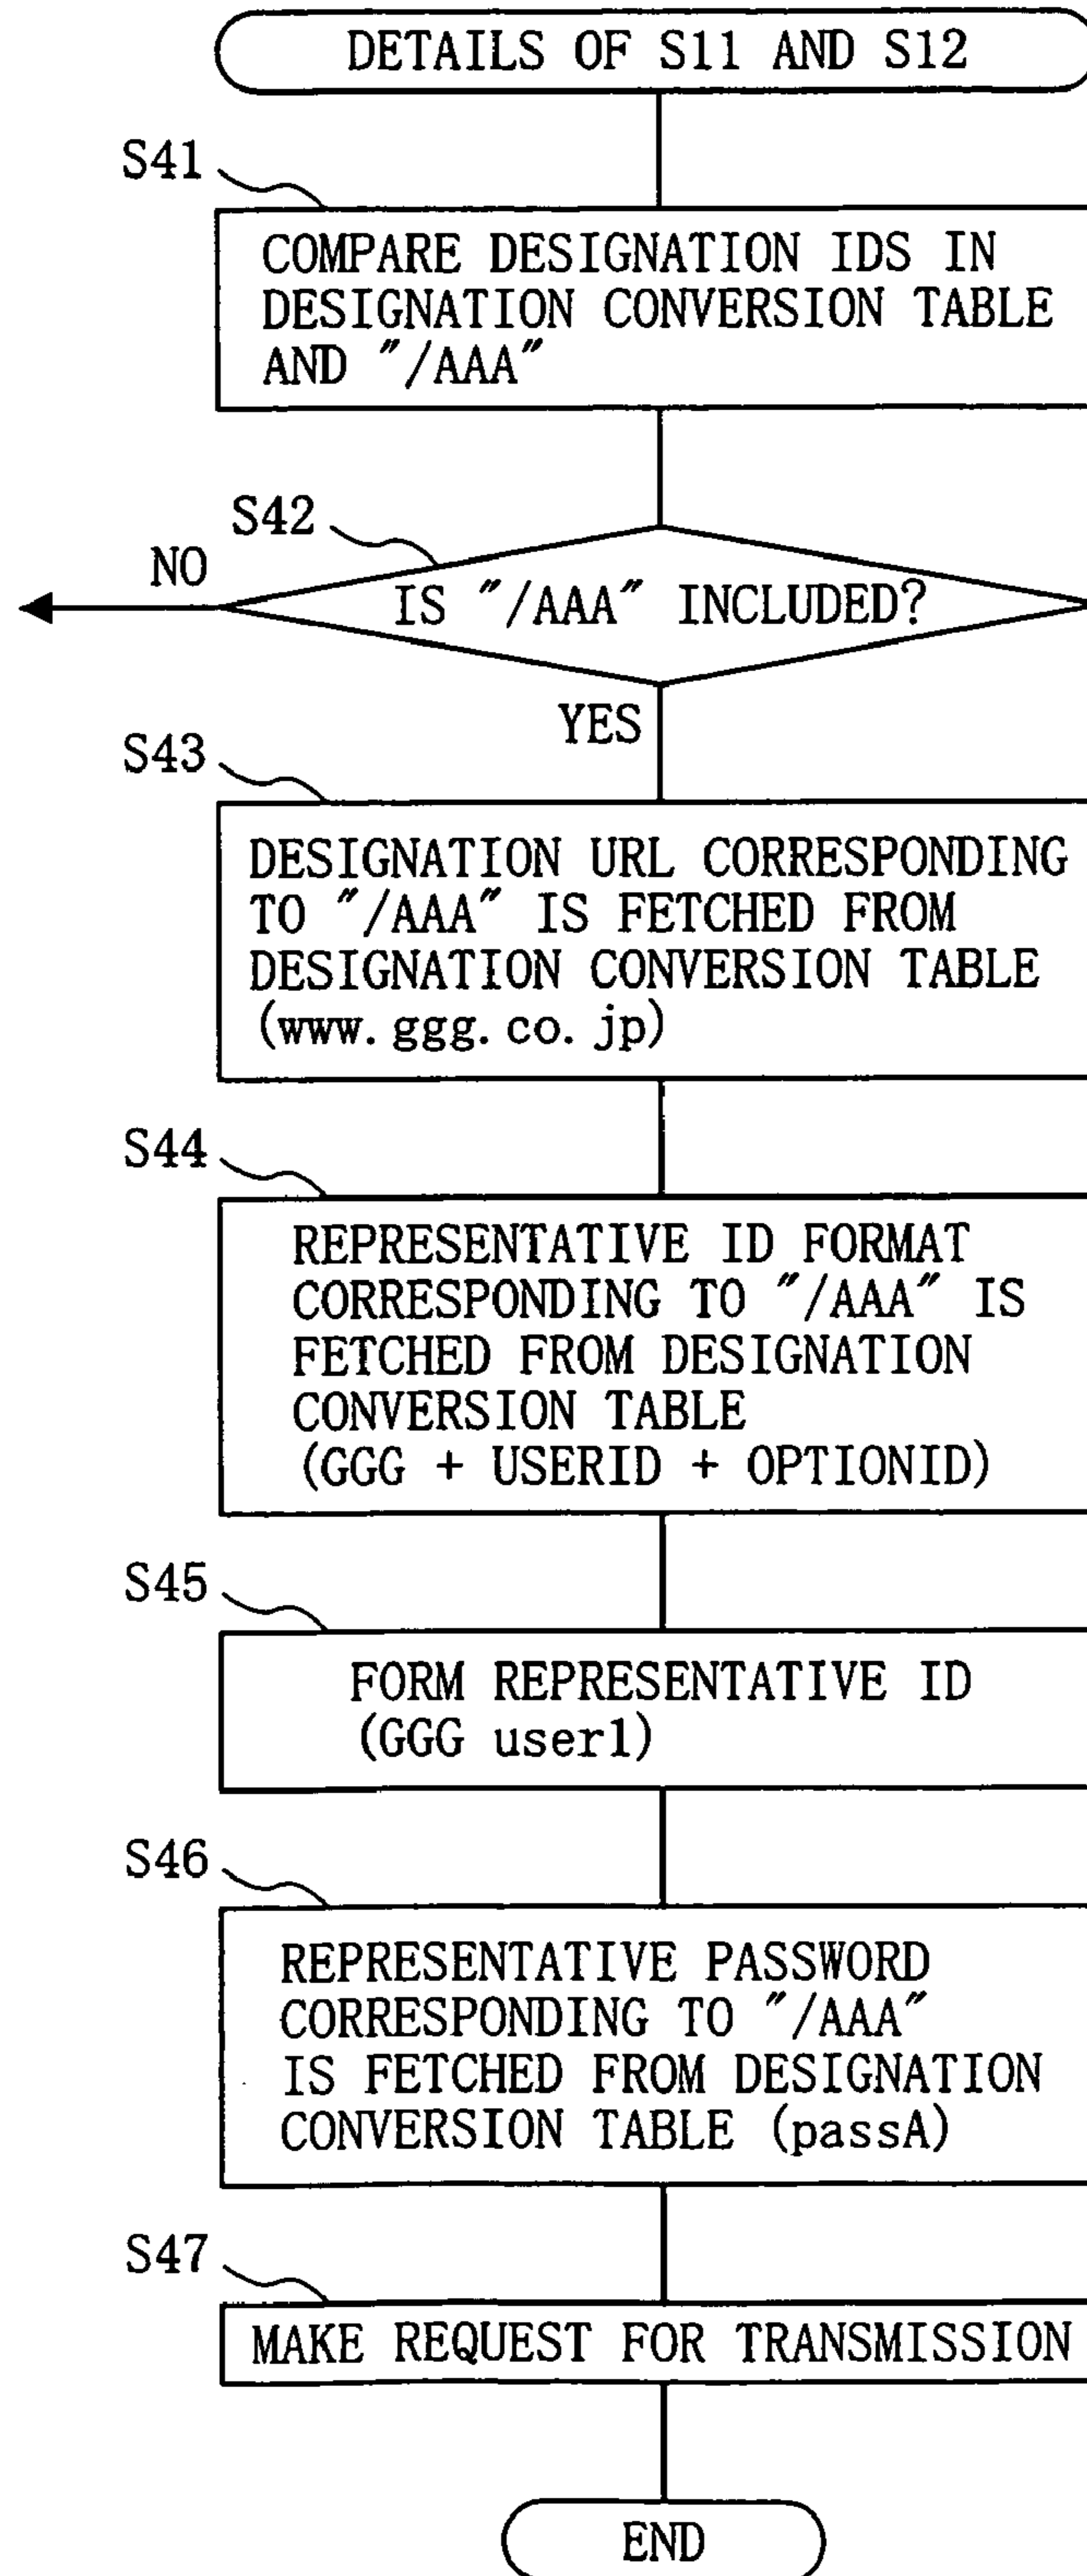 DETAILS OF S11 AND S12
S41
COMPARE DESIGNATION IDS IN
DESIGNATION CONVERSION TABLE
AND "/AAA"
S42
NO
IS "/AAA" INCLUDED?
YES
S43
DESIGNATION URL CORRESPONDING
TO "/AAA" IS FETCHED FROM
DESIGNATION CONVERSION TABLE
(www.ggg.co.jp)
S44
REPRESENTATIVE ID FORMAT
CORRESPONDING TO "/AAA" IS
FETCHED FROM DESIGNATION
CONVERSION TABLE
(GGG + USERID + OPTIONID)
S45
FORM REPRESENTATIVE ID
(GGG user1)
S46
REPRESENTATIVE PASSWORD
CORRESPONDING TO "/AAA"
IS FETCHED FROM DESIGNATION
CONVERSION TABLE (passA)
S47
MAKE REQUEST FOR TRANSMISSION
END